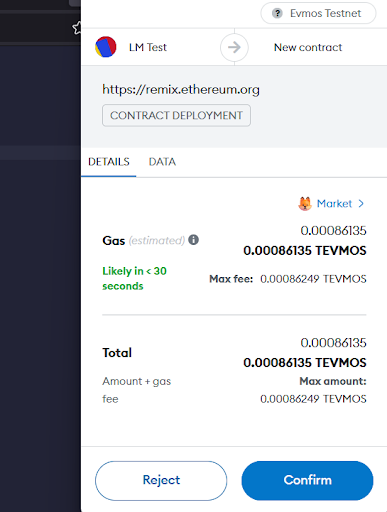 Evmos Testnet
LM Test
New contract
https://remix.ethereum.org
CONTRACT DEPLOYMENT
DETAILS DATA
Market >
0.00086135
Gas (estimated)
0.00086135 TEVMOS
Likely in < 30
seconds
Max fee: 0.00086249 TEVMOS
0.00086135
Total
0.00086135 TEVMOS
Amount + gas
fee
Max amount:
0.00086249 TEVMOS
Reject Confirm